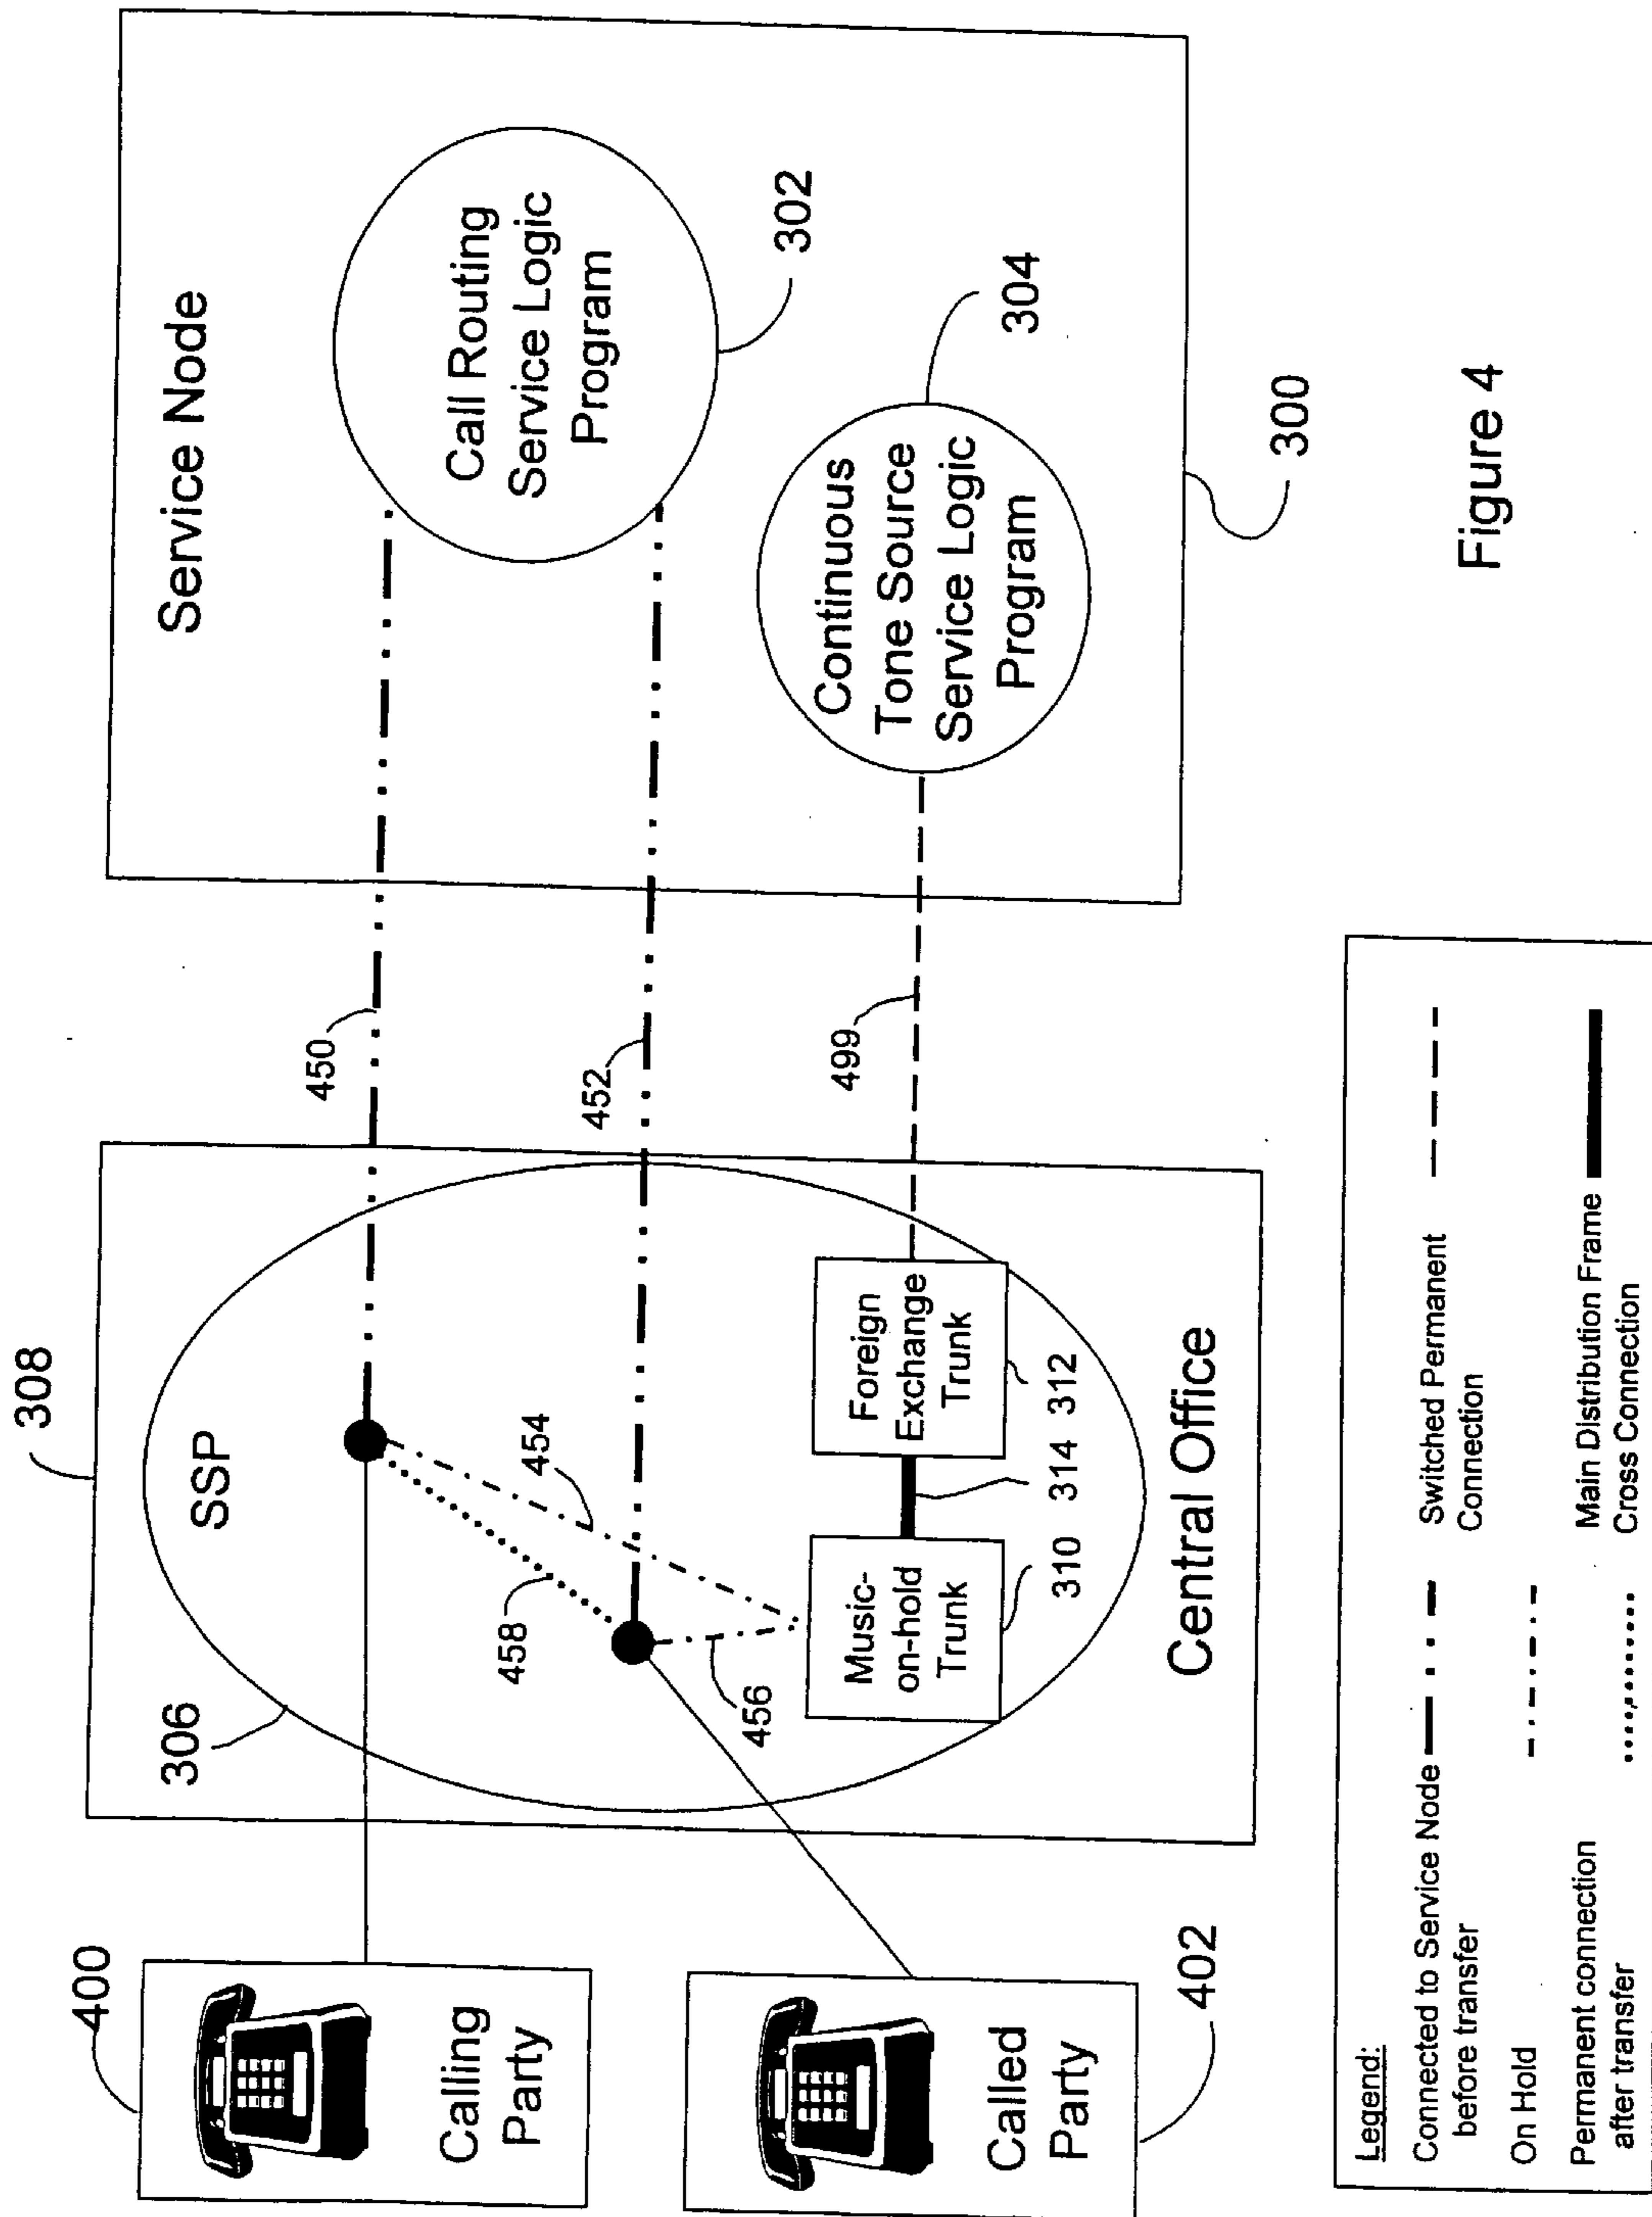 Service Node
Call Routing
Service Logic
Program
302
Continuous
Tone Source
Service Logic
Program
304
300
450
452
499
308
SSP
306
458
454
456
Music-
on-hold
Trunk
310
314
Foreign
Exchange
Trunk
312
Central Office
400
Calling
Party
Called
Party
402
Legend:
Connected to Service Node
before transfer
Switched Permanent
Connection
On Hold
Permanent connection
after transfer
Main Distribution Frame
Cross Connection
Figure 4